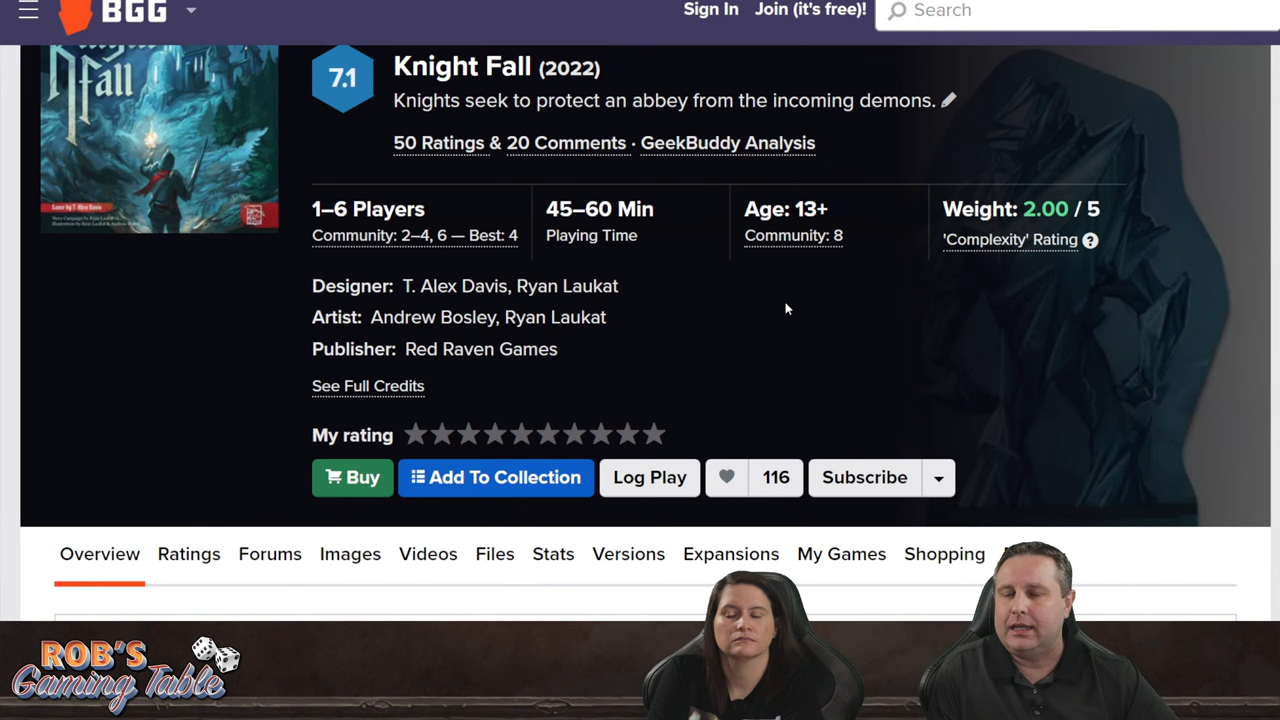 BGG
Sign In
Join (it's free)!
Search
Knight
Fall
7.1
Knight Fall (2022)
Knights seek to protect an abbey from the incoming demons.
50 Ratings & 20 Comments · GeekBuddy Analysis
1–6 Players
Community: 2–4, 6 — Best: 4
45–60 Min
Playing Time
Age: 13+
Community: 8
Weight: 2.00 / 5
'Complexity' Rating ?
Designer: T. Alex Davis, Ryan Laukat
Artist: Andrew Bosley, Ryan Laukat
Publisher: Red Raven Games
See Full Credits
My rating
Buy
Add To Collection
Log Play
116
Subscribe
Overview
Ratings
Forums
Images
Videos
Files
Stats
Versions
Expansions
My Games
Shopping
ROB'S
Gaming Table